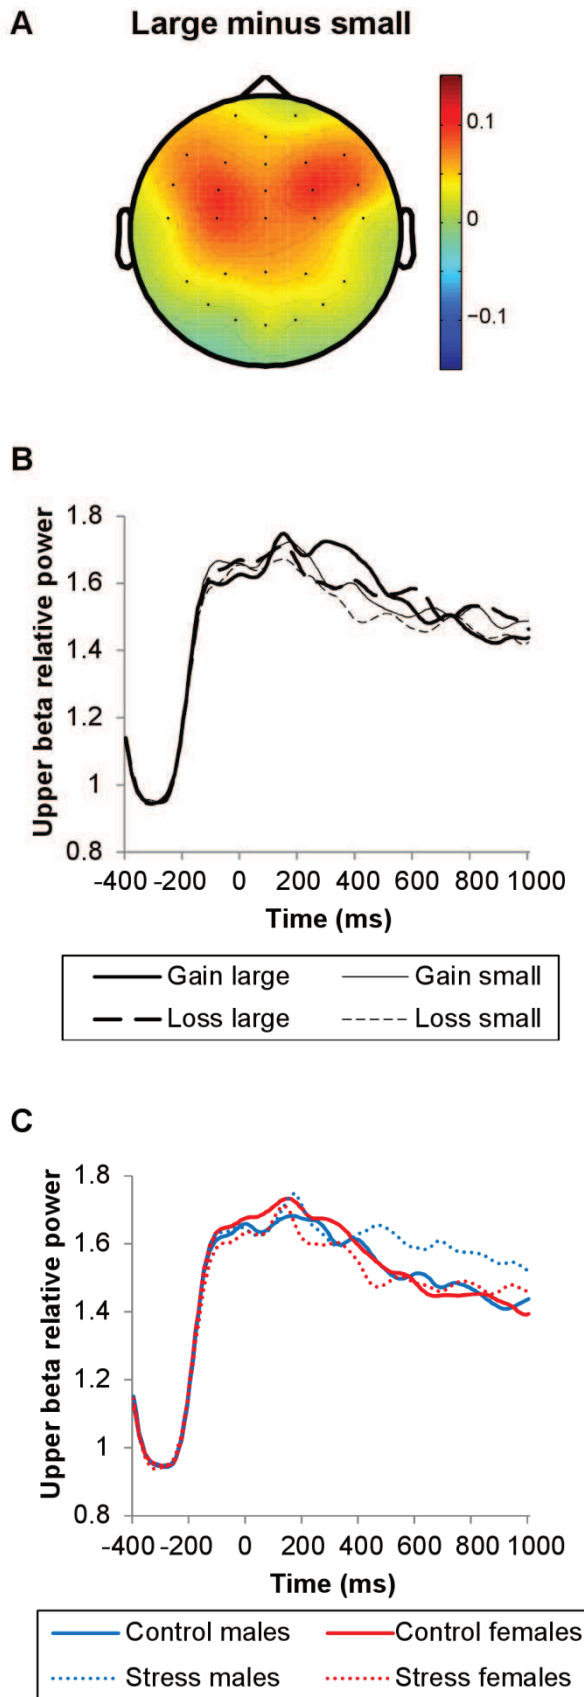 A Large minus small
0.1
0
−0.1
B
Upper beta relative power
1.8
1.6
1.4
1.2
1
0.8
-400 -200 0 200 400 600 800 1000
Time (ms)
Gain large Gain small
Loss large Loss small
C
Upper beta relative power
1.8
1.6
1.4
1.2
1
0.8
-400 -200 0 200 400 600 800 1000
Time (ms)
Control males Control females
Stress males Stress females